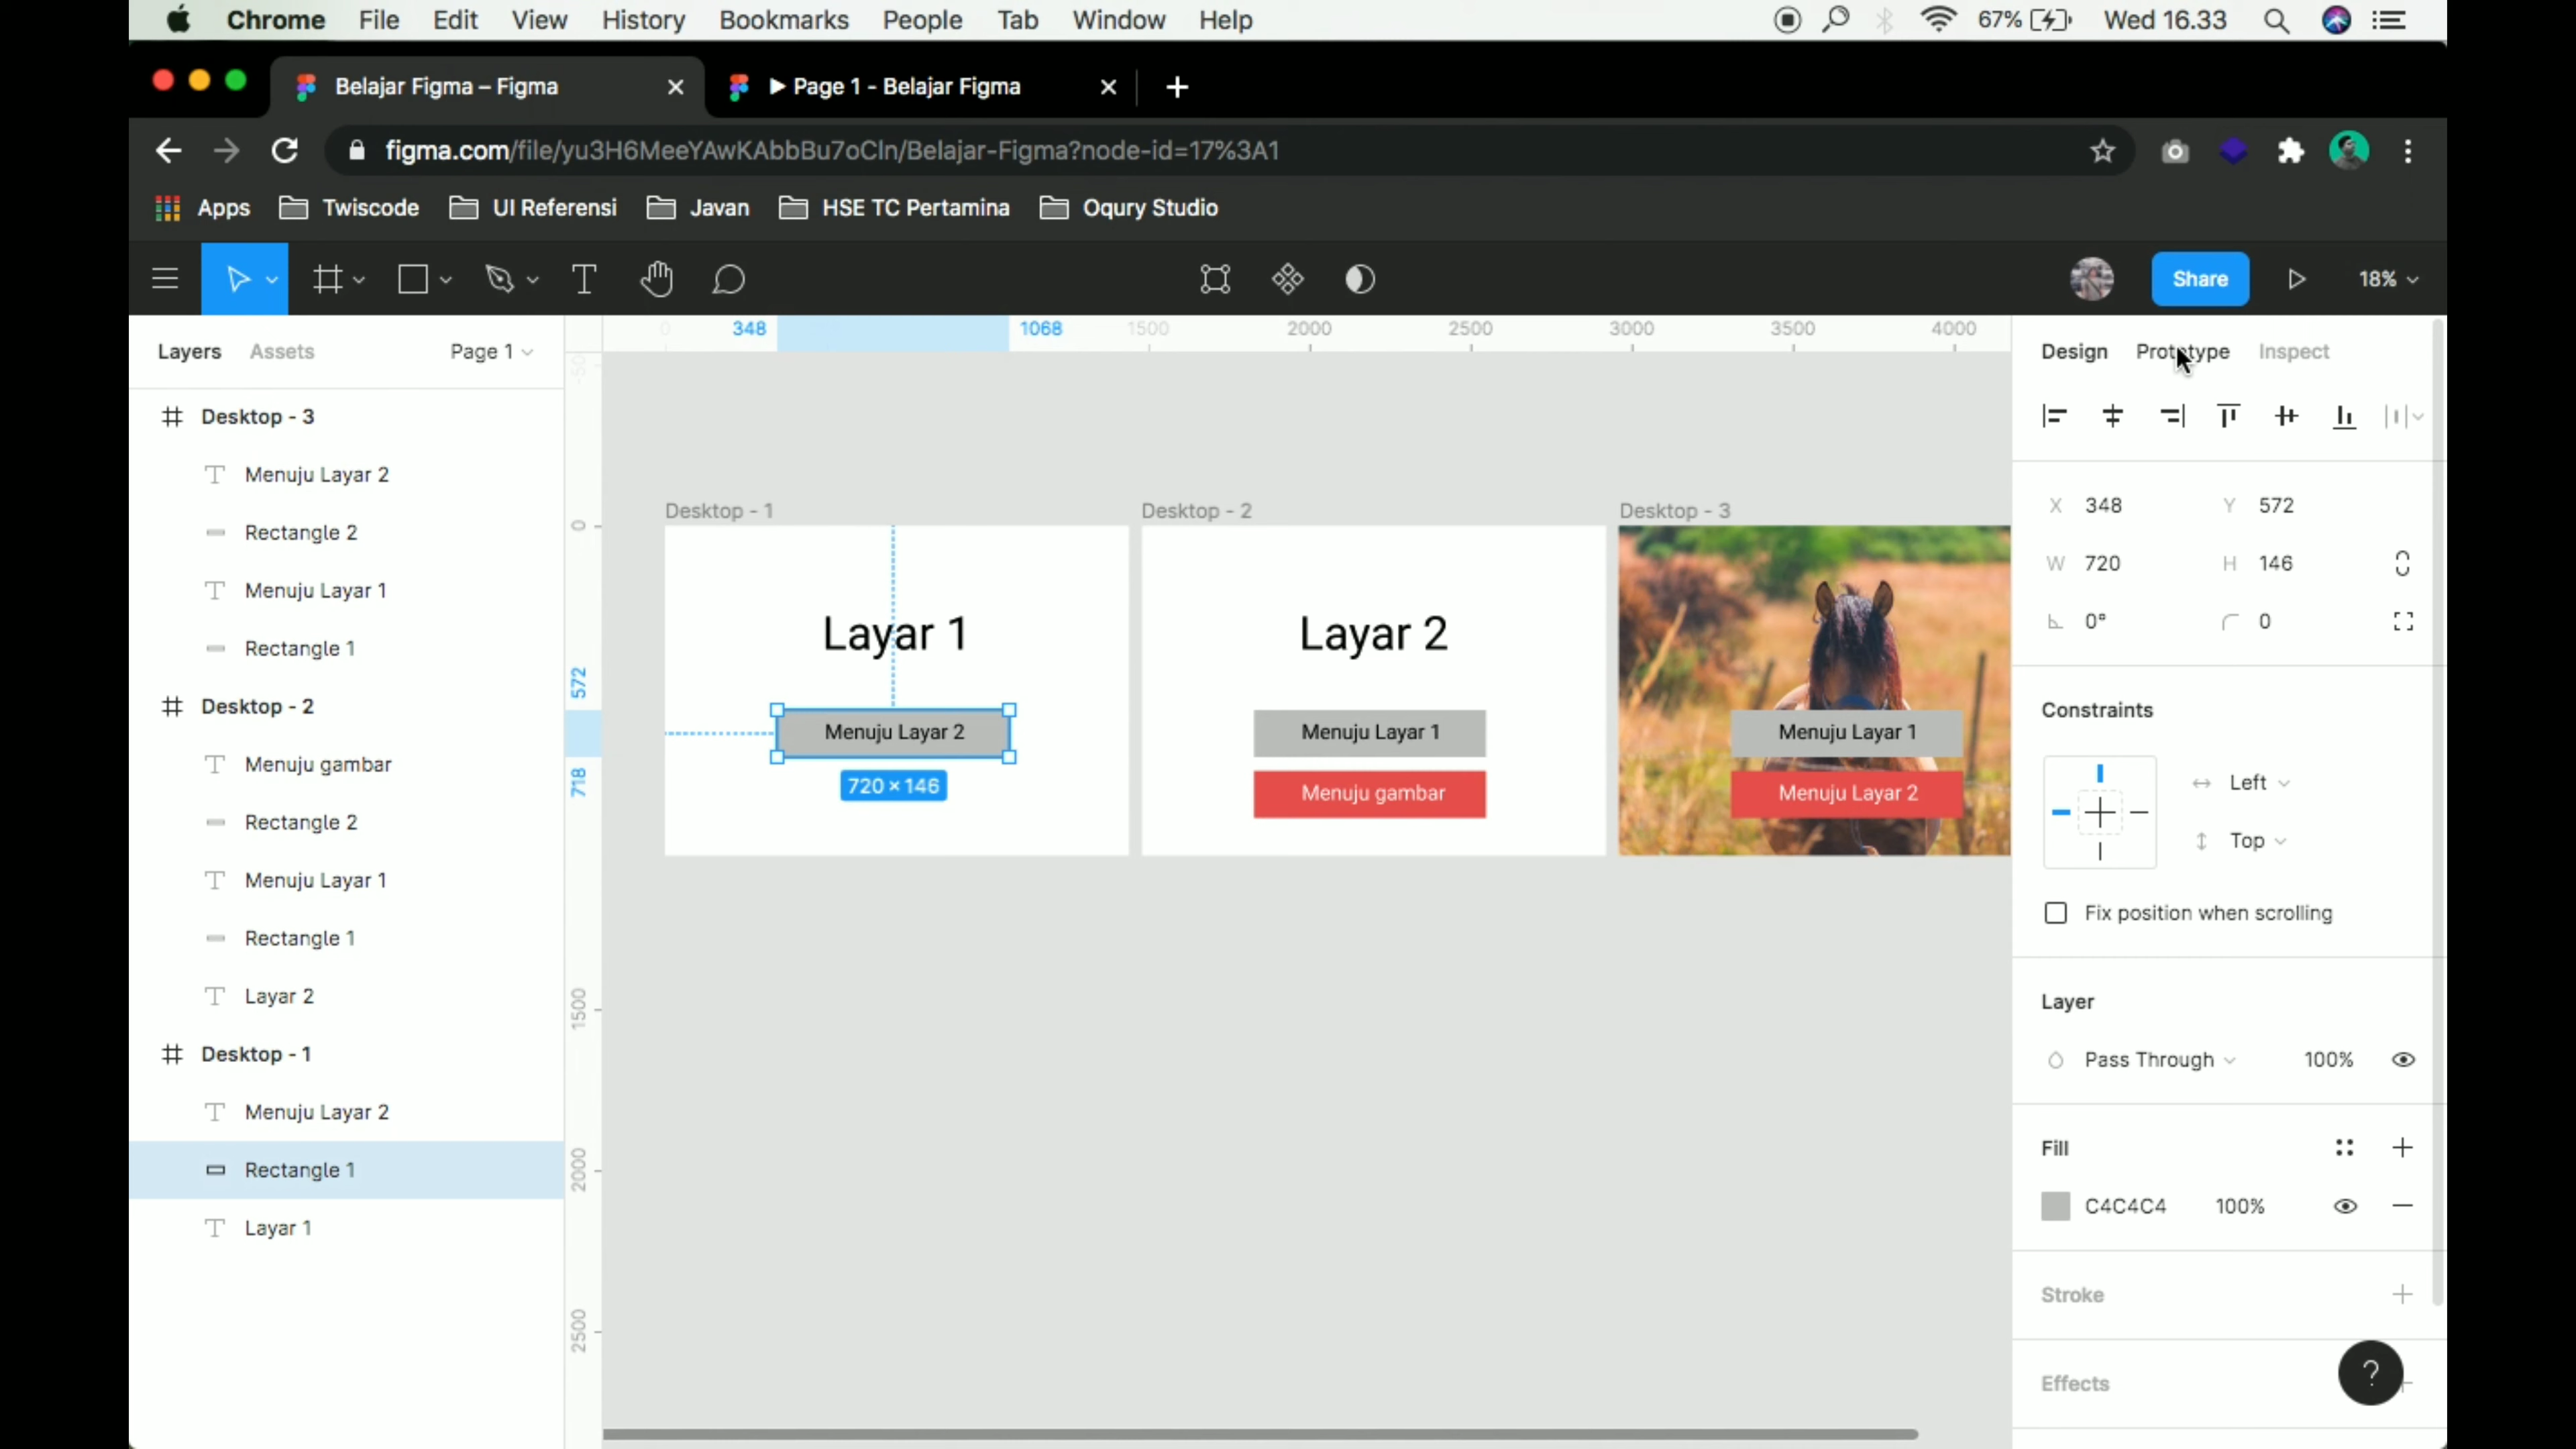 Chrome File Edit View History Bookmarks People Tab Window Help 67% Wed 16.33
Belajar Figma – Figma
Page 1 - Belajar Figma
figma.com/file/yu3H6MeeYAwKAbbBu7oCln/Belajar-Figma?node-id=17%3A1
Apps Twiscode UI Referensi Javan HSE TC Pertamina Oqury Studio
Share 18%
Layers Assets Page 1
348 1068 1500 2000 2500 3000 3500 4000
Design Prototype Inspect
Desktop - 3
Menuju Layar 2
Rectangle 2
Menuju Layar 1
Rectangle 1
Desktop - 2
Menuju gambar
Rectangle 2
Menuju Layar 1
Rectangle 1
Layar 2
Desktop - 1
Menuju Layar 2
Rectangle 1
Layar 1
0
572
718
1500
2000
2500
Desktop - 1
Layar 1
Menuju Layar 2
720 × 146
Desktop - 2
Layar 2
Menuju Layar 1
Menuju gambar
Desktop - 3
Menuju Layar 1
Menuju Layar 2
X 348 Y 572
W 720 H 146
0° 0
Constraints
Left
Top
Fix position when scrolling
Layer
Pass Through 100%
Fill
C4C4C4 100%
Stroke
Effects
?